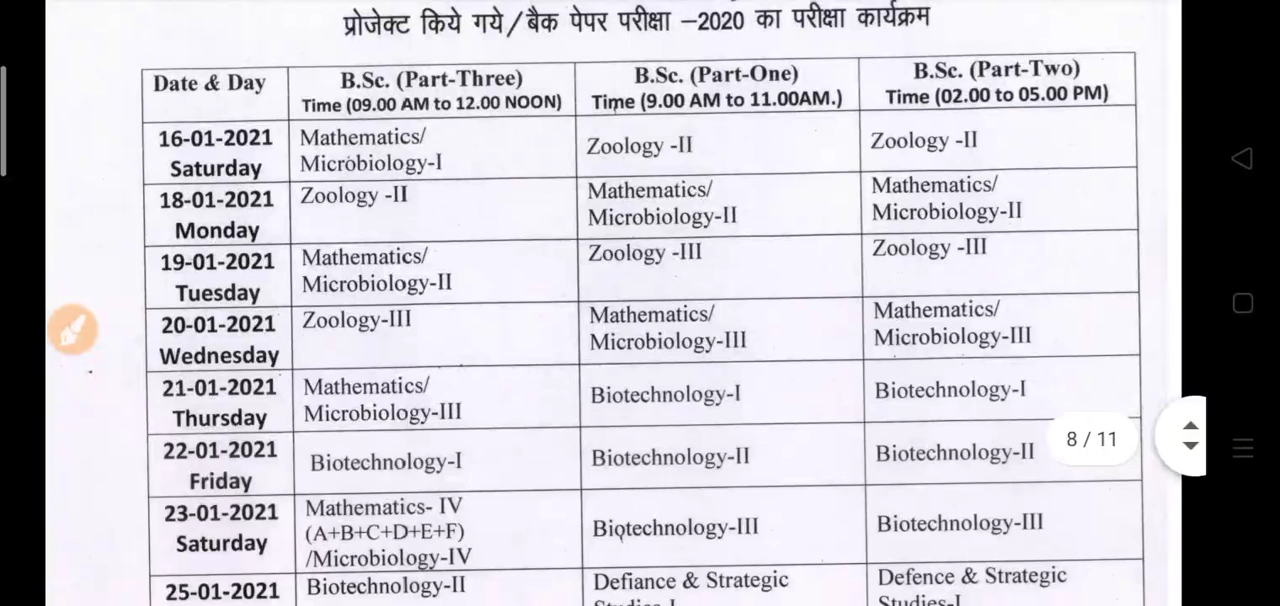 प्रोजेक्ट किये गये/बैक पेपर परीक्षा –2020 का परीक्षा कार्यक्रम
Date & Day
B.Sc. (Part-Three)
Time (09.00 AM to 12.00 NOON)
B.Sc. (Part-One)
Time (9.00 AM to 11.00AM.)
B.Sc. (Part-Two)
Time (02.00 to 05.00 PM)
16-01-2021
Saturday
Mathematics/
Microbiology-I
Zoology -II
Zoology -II
18-01-2021
Monday
Zoology -II
Mathematics/
Microbiology-II
Mathematics/
Microbiology-II
19-01-2021
Tuesday
Mathematics/
Microbiology-II
Zoology -III
Zoology -III
20-01-2021
Wednesday
Zoology-III
Mathematics/
Microbiology-III
Mathematics/
Microbiology-III
21-01-2021
Thursday
Mathematics/
Microbiology-III
Biotechnology-I
Biotechnology-I
22-01-2021
Friday
Biotechnology-I
Biotechnology-II
Biotechnology-II
8 / 11
23-01-2021
Saturday
Mathematics- IV
(A+B+C+D+E+F)
/Microbiology-IV
Biotechnology-III
Biotechnology-III
25-01-2021
Biotechnology-II
Defiance & Strategic
Studies-I
Defence & Strategic
Studies-I